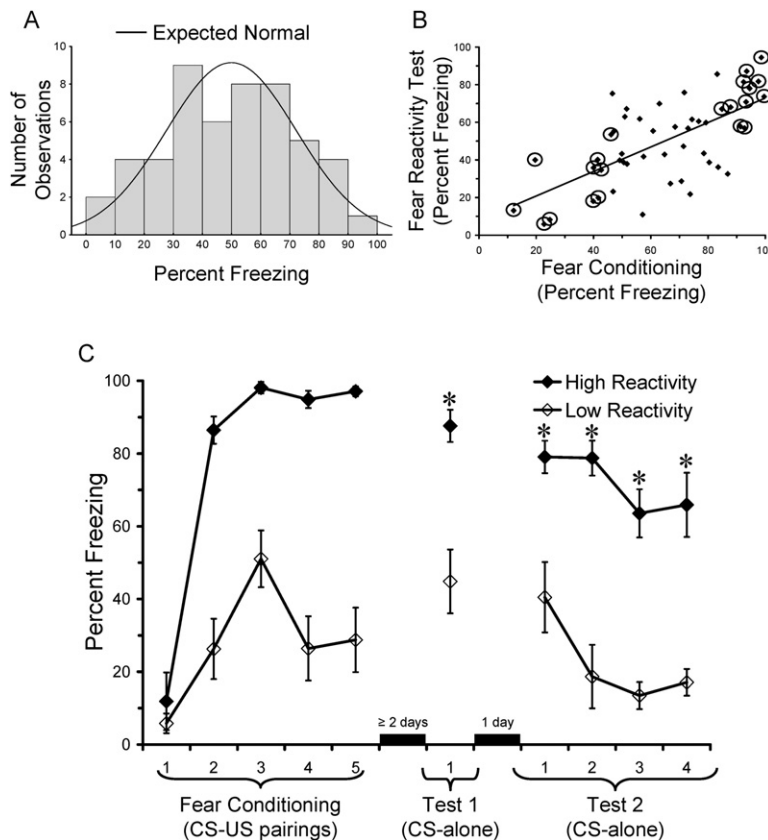 A
Expected Normal
Number of
Observations
10
8
6
4
2
0
0 10 20 30 40 50 60 70 80 90 100
Percent Freezing
B
Fear Reactivity Test
(Percent Freezing)
100
80
60
40
20
0
0 20 40 60 80 100
Fear Conditioning
(Percent Freezing)
C
High Reactivity
Low Reactivity
Percent Freezing
100
80
60
40
20
0
* * * * *
≥ 2 days 1 day
1 2 3 4 5 1 1 2 3 4
Fear Conditioning Test 1 Test 2
(CS-US pairings) (CS-alone) (CS-alone)